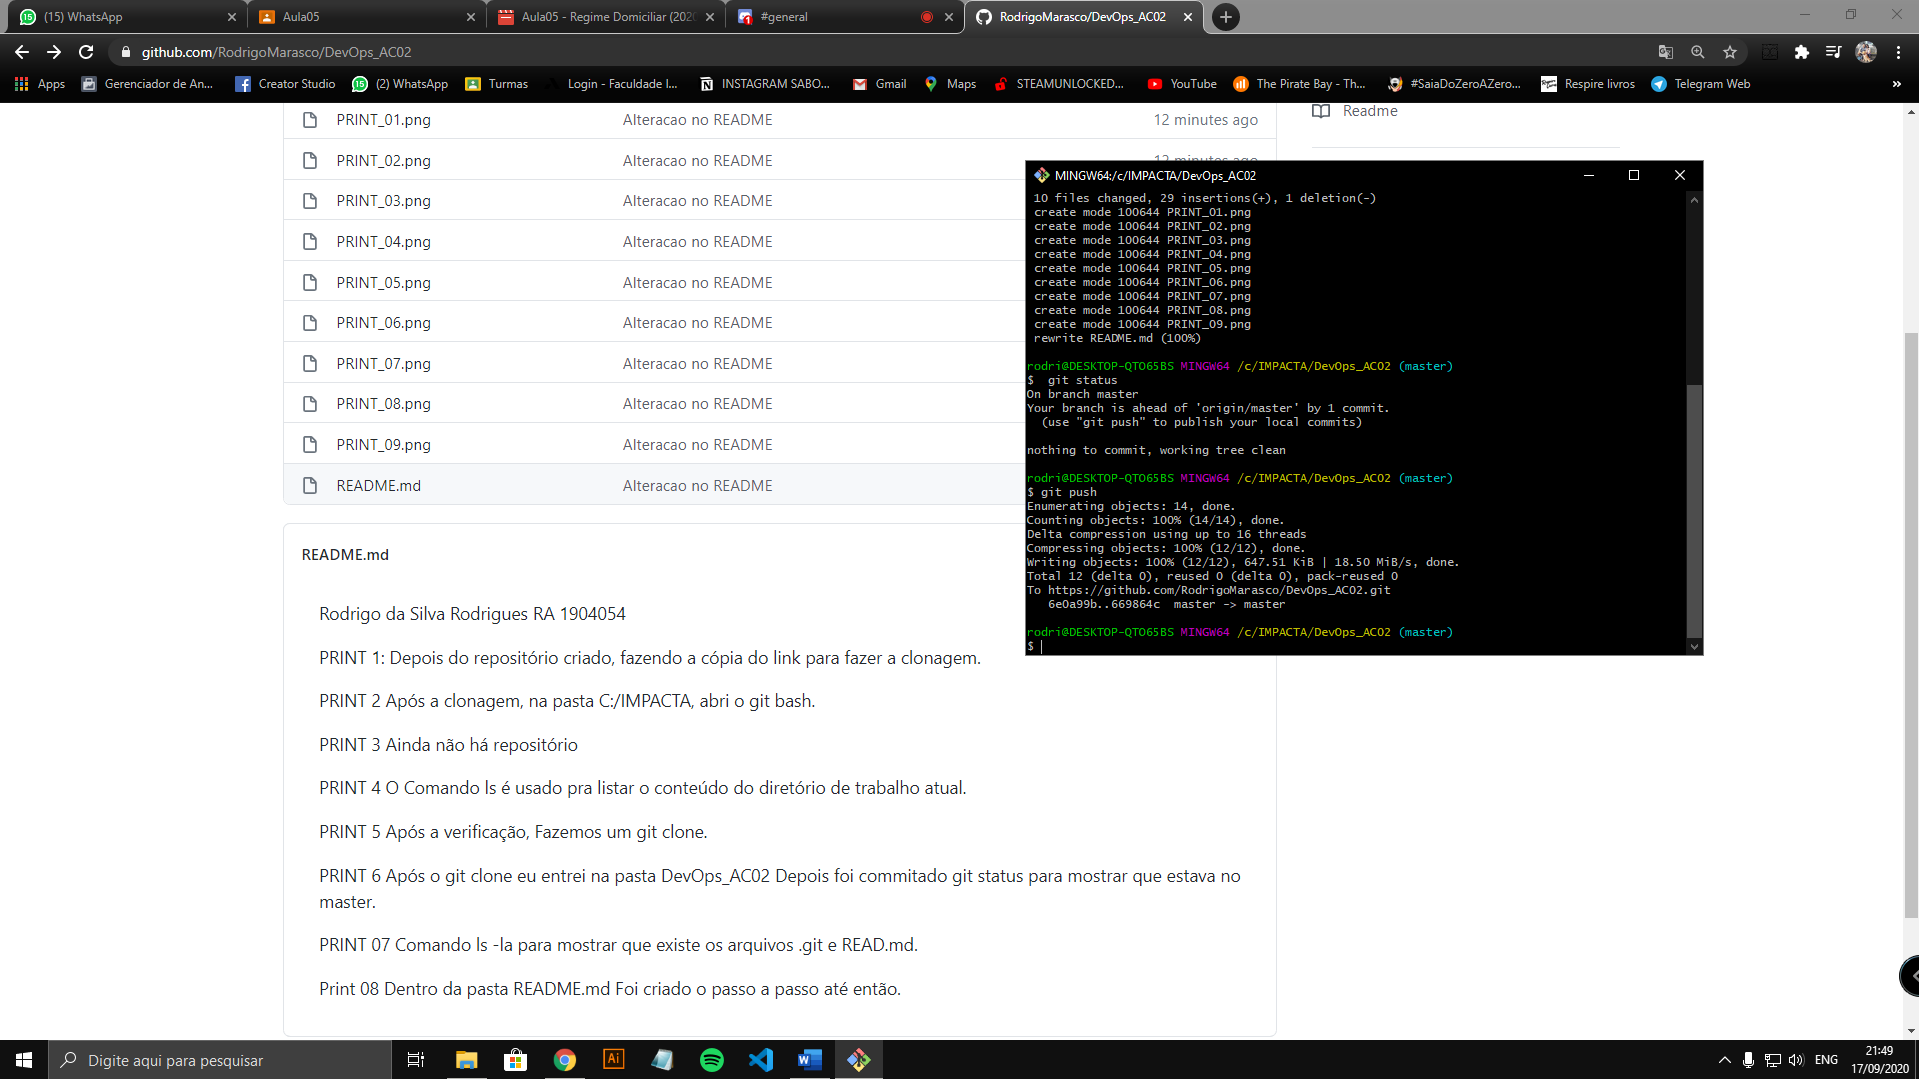 (15) WhatsApp
Aula05
Aula05 - Regime Domiciliar (202
#general
RodrigoMarasco/DevOps_AC02
github.com/RodrigoMarasco/DevOps_AC02
Apps
Gerenciador de An...
Creator Studio
(2) WhatsApp
Turmas
Login - Faculdade I...
INSTAGRAM SABO...
Gmail
Maps
STEAMUNLOCKED...
YouTube
The Pirate Bay - Th...
#SaiaDoZeroAZero...
Respire livros
Telegram Web
»
PRINT_01.png Alteracao no README 12 minutes ago
PRINT_02.png Alteracao no README 12 minutes ago
PRINT_03.png Alteracao no README
PRINT_04.png Alteracao no README
PRINT_05.png Alteracao no README
PRINT_06.png Alteracao no README
PRINT_07.png Alteracao no README
PRINT_08.png Alteracao no README
PRINT_09.png Alteracao no README
README.md Alteracao no README
Readme
README.md
Rodrigo da Silva Rodrigues RA 1904054
PRINT 1: Depois do repositório criado, fazendo a cópia do link para fazer a clonagem.
PRINT 2 Após a clonagem, na pasta C:/IMPACTA, abri o git bash.
PRINT 3 Ainda não há repositório
PRINT 4 O Comando ls é usado pra listar o conteúdo do diretório de trabalho atual.
PRINT 5 Após a verificação, Fazemos um git clone.
PRINT 6 Após o git clone eu entrei na pasta DevOps_AC02 Depois foi commitado git status para mostrar que estava no
master.
PRINT 07 Comando ls -la para mostrar que existe os arquivos .git e READ.md.
Print 08 Dentro da pasta README.md Foi criado o passo a passo até então.
MINGW64:/c/IMPACTA/DevOps_AC02
10 files changed, 29 insertions(+), 1 deletion(-)
create mode 100644 PRINT_01.png
create mode 100644 PRINT_02.png
create mode 100644 PRINT_03.png
create mode 100644 PRINT_04.png
create mode 100644 PRINT_05.png
create mode 100644 PRINT_06.png
create mode 100644 PRINT_07.png
create mode 100644 PRINT_08.png
create mode 100644 PRINT_09.png
rewrite README.md (100%)
rodri@DESKTOP-QTO65BS MINGW64 /c/IMPACTA/DevOps_AC02 (master)
$  git status
On branch master
Your branch is ahead of 'origin/master' by 1 commit.
(use "git push" to publish your local commits)
nothing to commit, working tree clean
rodri@DESKTOP-QTO65BS MINGW64 /c/IMPACTA/DevOps_AC02 (master)
$ git push
Enumerating objects: 14, done.
Counting objects: 100% (14/14), done.
Delta compression using up to 16 threads
Compressing objects: 100% (12/12), done.
Writing objects: 100% (12/12), 647.51 KiB | 18.50 MiB/s, done.
Total 12 (delta 0), reused 0 (delta 0), pack-reused 0
To https://github.com/RodrigoMarasco/DevOps_AC02.git
6e0a99b..669864c  master -> master
rodri@DESKTOP-QTO65BS MINGW64 /c/IMPACTA/DevOps_AC02 (master)
$
Digite aqui para pesquisar
Ai
ENG
21:49
17/09/2020